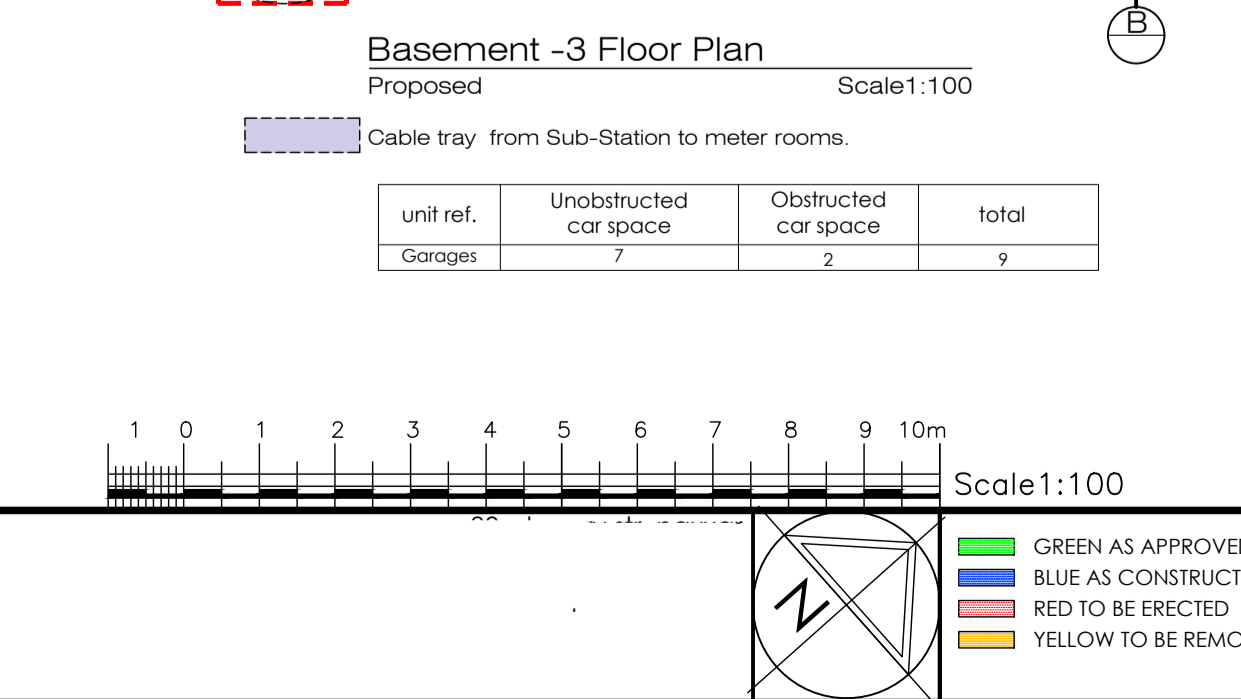 B
Basement -3 Floor Plan
Proposed Scale1:100
Cable tray from Sub-Station to meter rooms.
unit ref. Unobstructed car space Obstructed car space total
Garages 7 2 9
1 0 1 2 3 4 5 6 7 8 9 10m
Scale1:100
N
GREEN AS APPROVE
BLUE AS CONSTRUCT
RED TO BE ERECTED
YELLOW TO BE REMO